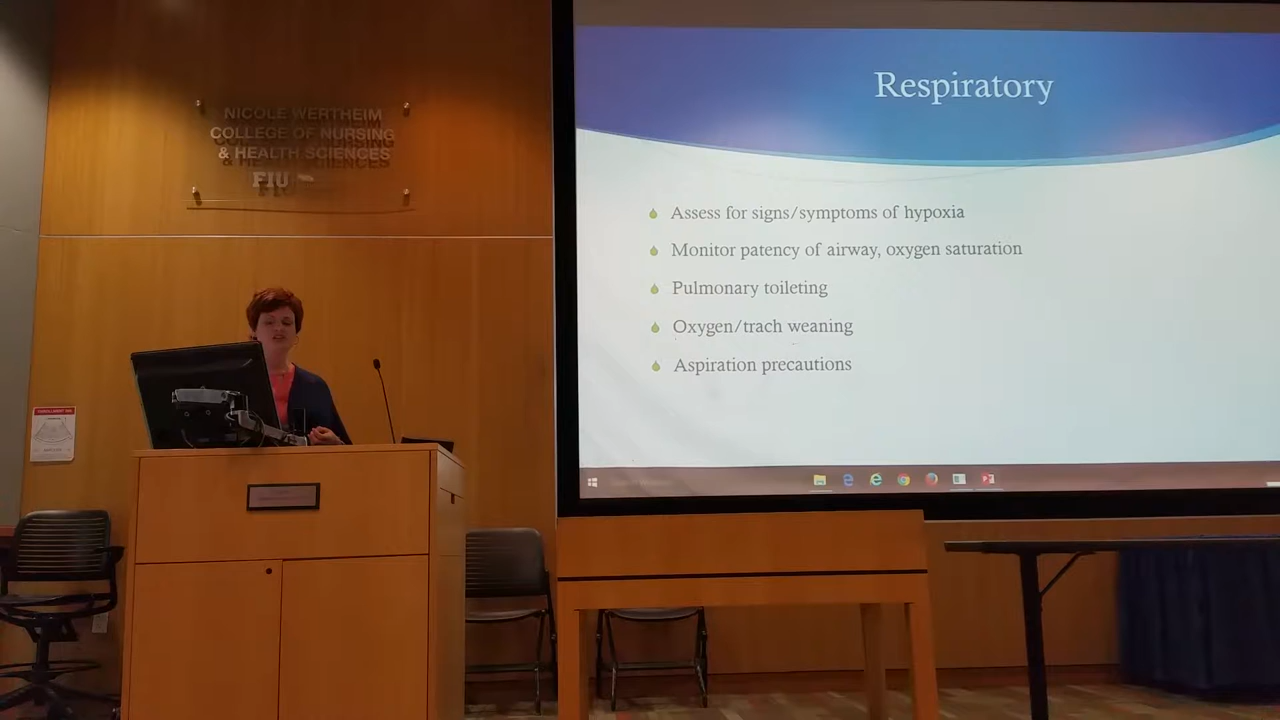 NICOLE WERTHEIM
COLLEGE OF NURSING
& HEALTH SCIENCES
FIU
Respiratory
Assess for signs/symptoms of hypoxia
Monitor patency of airway, oxygen saturation
Pulmonary toileting
Oxygen/trach weaning
Aspiration precautions